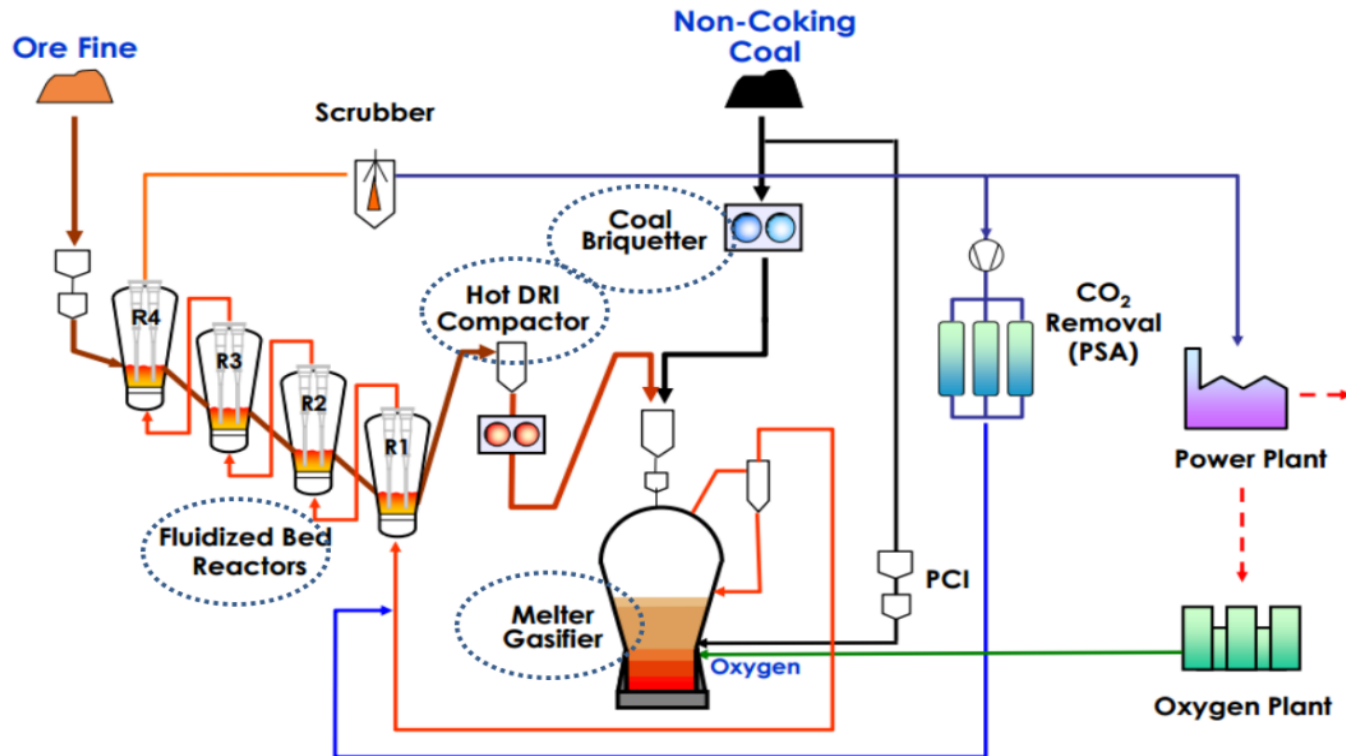 Ore Fine
Non-Coking
Coal
Scrubber
Coal
Briquetter
Hot DRI
Compactor
CO₂
Removal
(PSA)
R4
R3
R2
R1
Power Plant
Fluidized Bed
Reactors
PCI
Melter
Gasifier
Oxygen
Oxygen Plant